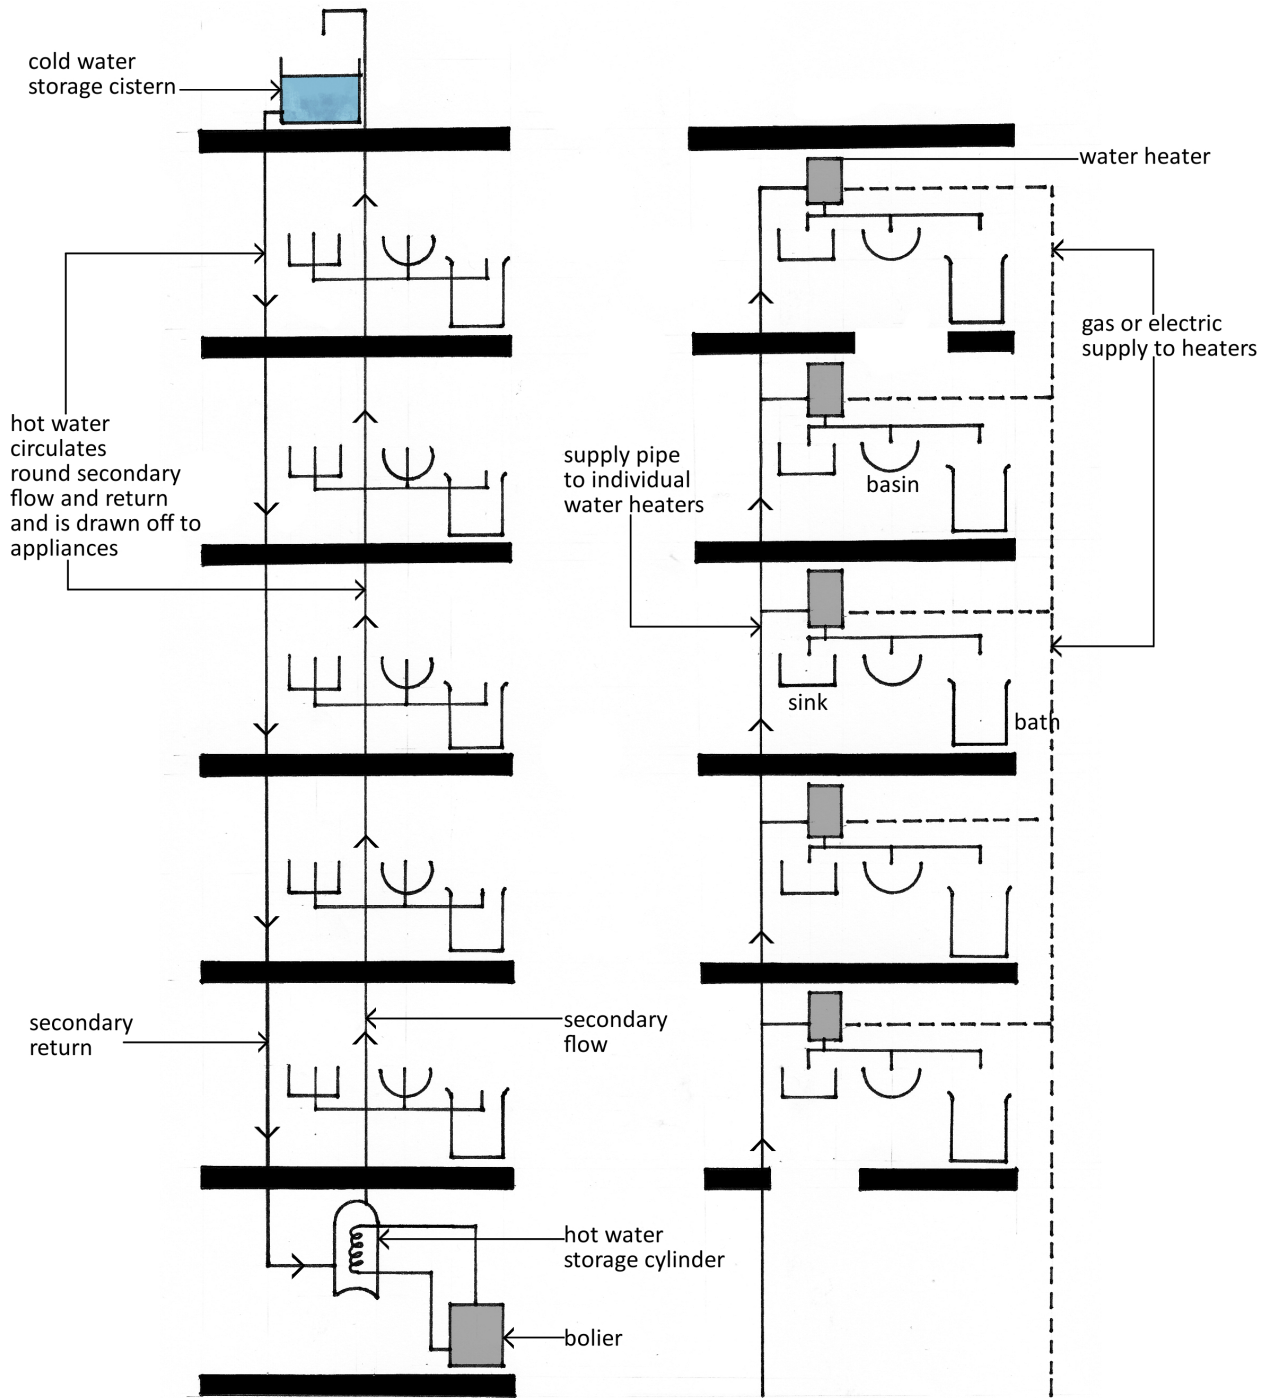 cold water
storage cistern
water heater
gas or electric
supply to heaters
hot water
circulates
round secondary
flow and return
and is drawn off to
appliances
supply pipe
to individual
water heaters
basin
sink
bath
secondary
return
secondary
flow
hot water
storage cylinder
bolier